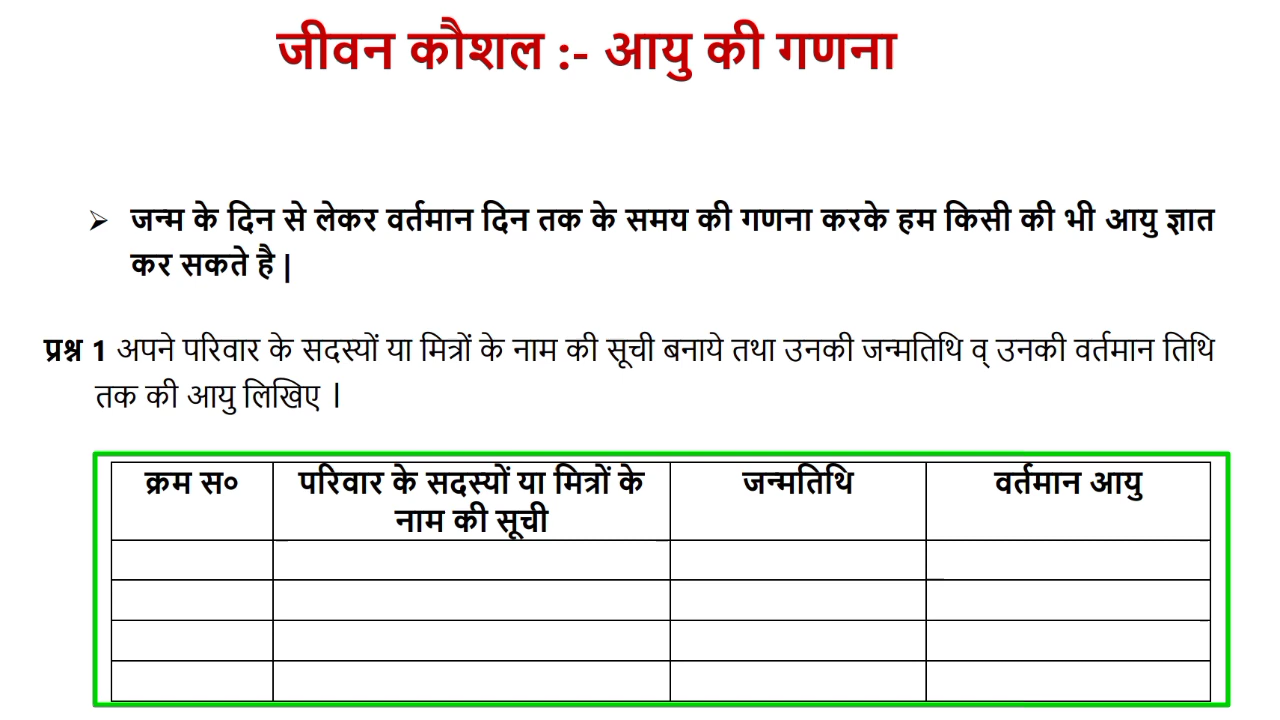 जीवन कौशल :- आयु की गणना
➢ जन्म के दिन से लेकर वर्तमान दिन तक के समय की गणना करके हम किसी की भी आयु ज्ञात
कर सकते है |
प्रश्न 1 अपने परिवार के सदस्यों या मित्रों के नाम की सूची बनाये तथा उनकी जन्मतिथि व् उनकी वर्तमान तिथि
तक की आयु लिखिए ।
क्रम स० परिवार के सदस्यों या मित्रों के जन्मतिथि वर्तमान आयु
नाम की सूची